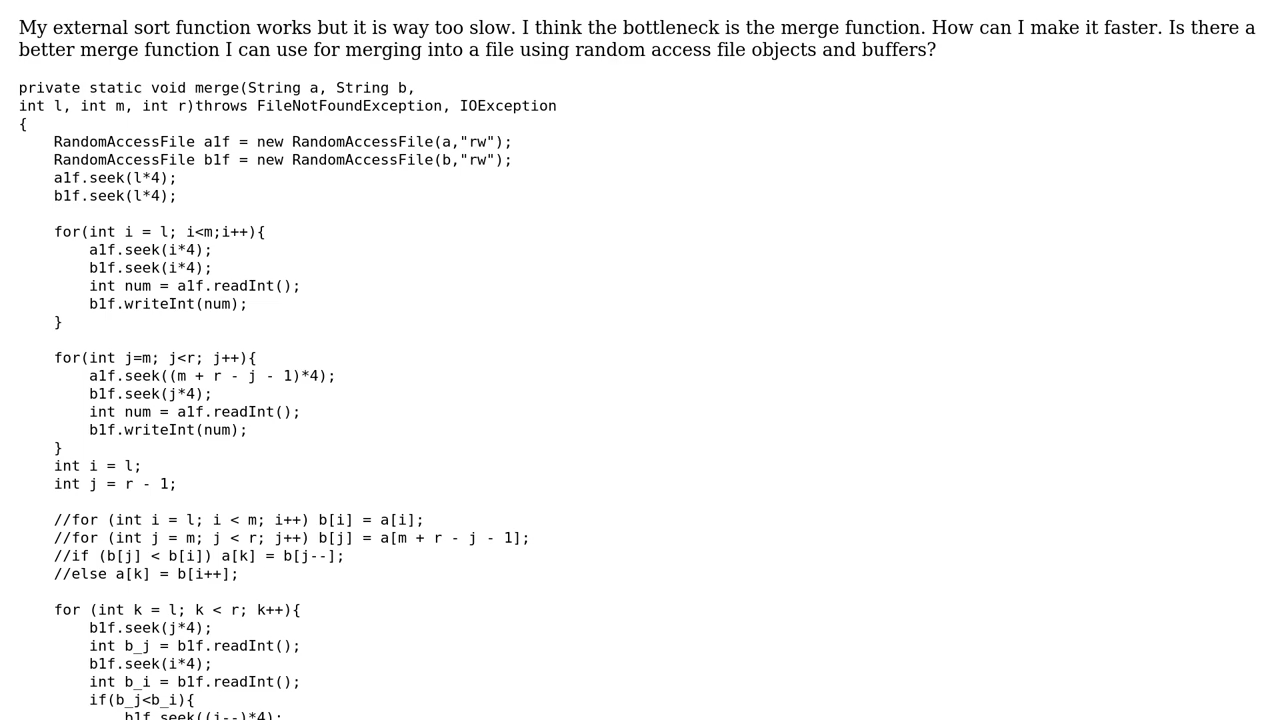 My external sort function works but it is way too slow. I think the bottleneck is the merge function. How can I make it faster. Is there a
better merge function I can use for merging into a file using random access file objects and buffers?
private static void merge(String a, String b,
int l, int m, int r)throws FileNotFoundException, IOException
{
    RandomAccessFile a1f = new RandomAccessFile(a,"rw");
    RandomAccessFile b1f = new RandomAccessFile(b,"rw");
    a1f.seek(l*4);
    b1f.seek(l*4);
    for(int i = l; i<m;i++){
        a1f.seek(i*4);
        b1f.seek(i*4);
        int num = a1f.readInt();
        b1f.writeInt(num);
    }
    for(int j=m; j<r; j++){
        a1f.seek((m + r - j - 1)*4);
        b1f.seek(j*4);
        int num = a1f.readInt();
        b1f.writeInt(num);
    }
    int i = l;
    int j = r - 1;
    //for (int i = l; i < m; i++) b[i] = a[i];
    //for (int j = m; j < r; j++) b[j] = a[m + r - j - 1];
    //if (b[j] < b[i]) a[k] = b[j--];
    //else a[k] = b[i++];
    for (int k = l; k < r; k++){
        b1f.seek(j*4);
        int b_j = b1f.readInt();
        b1f.seek(i*4);
        int b_i = b1f.readInt();
        if(b_j<b_i){
            b1f.seek((j--)*4);